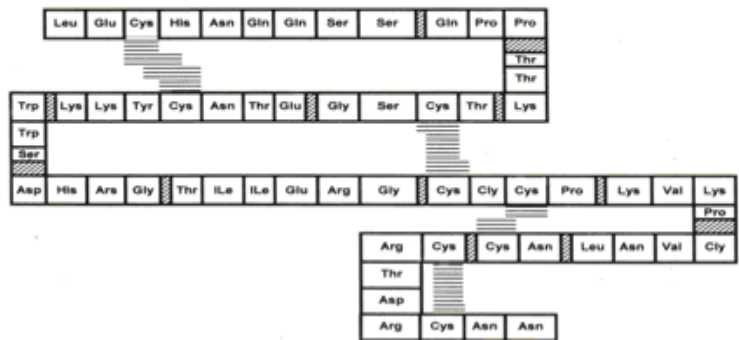 Leu Glu Cys His Asn Gln Gln Ser Ser Gln Pro Pro
Thr
Thr
Trp Lys Lys Tyr Cys Asn Thr Glu Gly Ser Cys Thr Lys
Trp
Ser
Asp His Ars Gly Thr ILe ILe Glu Arg Gly Cys Cly Cys Pro Lys Val Lys
Pro
Arg Cys Cys Asn Leu Asn Val Cly
Thr
Asp
Arg Cys Asn Asn